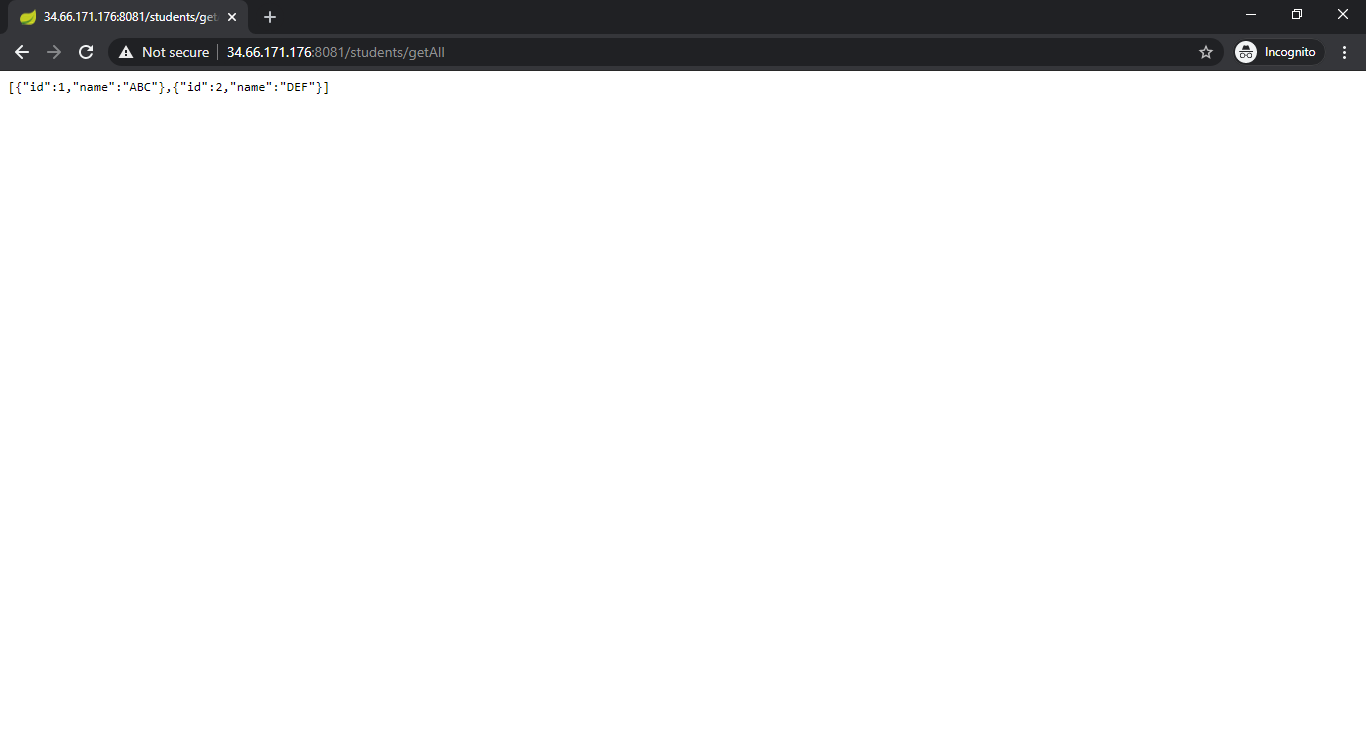 34.66.171.176:8081/students/get
Not secure 34.66.171.176:8081/students/getAll Incognito
[{"id":1,"name":"ABC"},{"id":2,"name":"DEF"}]